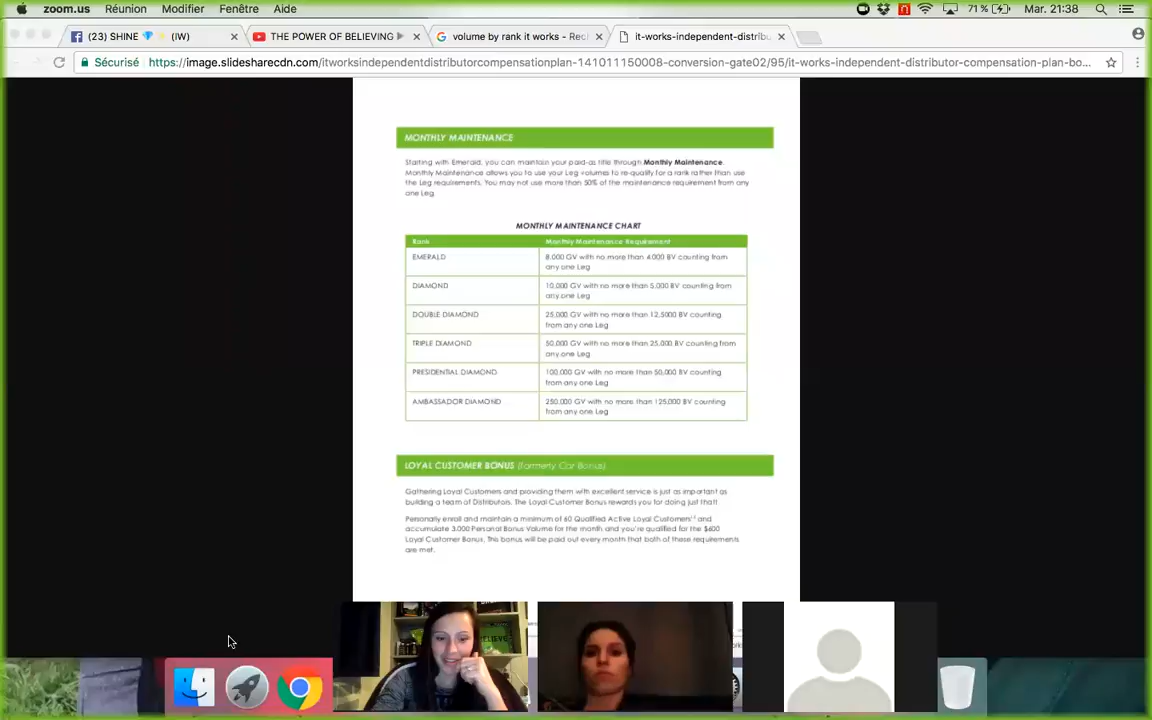 zoom.us Réunion Modifier Fenêtre Aide 71 % Mar. 21:38
(23) SHINE 💎 (IW) THE POWER OF BELIEVING volume by rank it works - Rec it-works-independent-distribu
Sécurisé https://image.slidesharecdn.com/itworksindependentdistributorcompensationplan-141011150008-conversion-gate02/95/it-works-independent-distributor-compensation-plan-bo...
MONTHLY MAINTENANCE
Starting with Emerald, you can maintain your paid-as title through Monthly Maintenance.
Monthly Maintenance allows you to use your Leg volumes to re-qualify for a rank rather than use
the Leg requirements. You may not use more than 50% of the maintenance requirement from any
one Leg.
MONTHLY MAINTENANCE CHART
Rank Monthly Maintenance Requirement
EMERALD 8,000 GV with no more than 4,000 BV counting from
any one Leg
DIAMOND 10,000 GV with no more than 5,000 BV counting from
any one Leg
DOUBLE DIAMOND 25,000 GV with no more than 12,5000 BV counting
from any one Leg
TRIPLE DIAMOND 50,000 GV with no more than 25,000 BV counting from
any one Leg
PRESIDENTIAL DIAMOND 100,000 GV with no more than 50,000 BV counting
from any one Leg
AMBASSADOR DIAMOND 250,000 GV with no more than 125,000 BV counting
from any one Leg
LOYAL CUSTOMER BONUS (formerly Car Bonus)
Gathering Loyal Customers and providing them with excellent service is just as important as
building a team of Distributors. The Loyal Customer Bonus rewards you for doing just that!
Personally enroll and maintain a minimum of 60 Qualified Active Loyal Customers and
accumulate 3,000 Personal Bonus Volume for the month and you're qualified for the $600
Loyal Customer Bonus. This bonus will be paid out every month that both of these requirements
are met.
BELIEVE